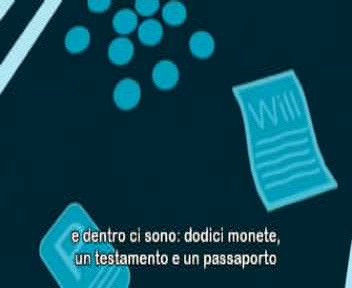 Will
e dentro ci sono: dodici monete,
un testamento e un passaporto